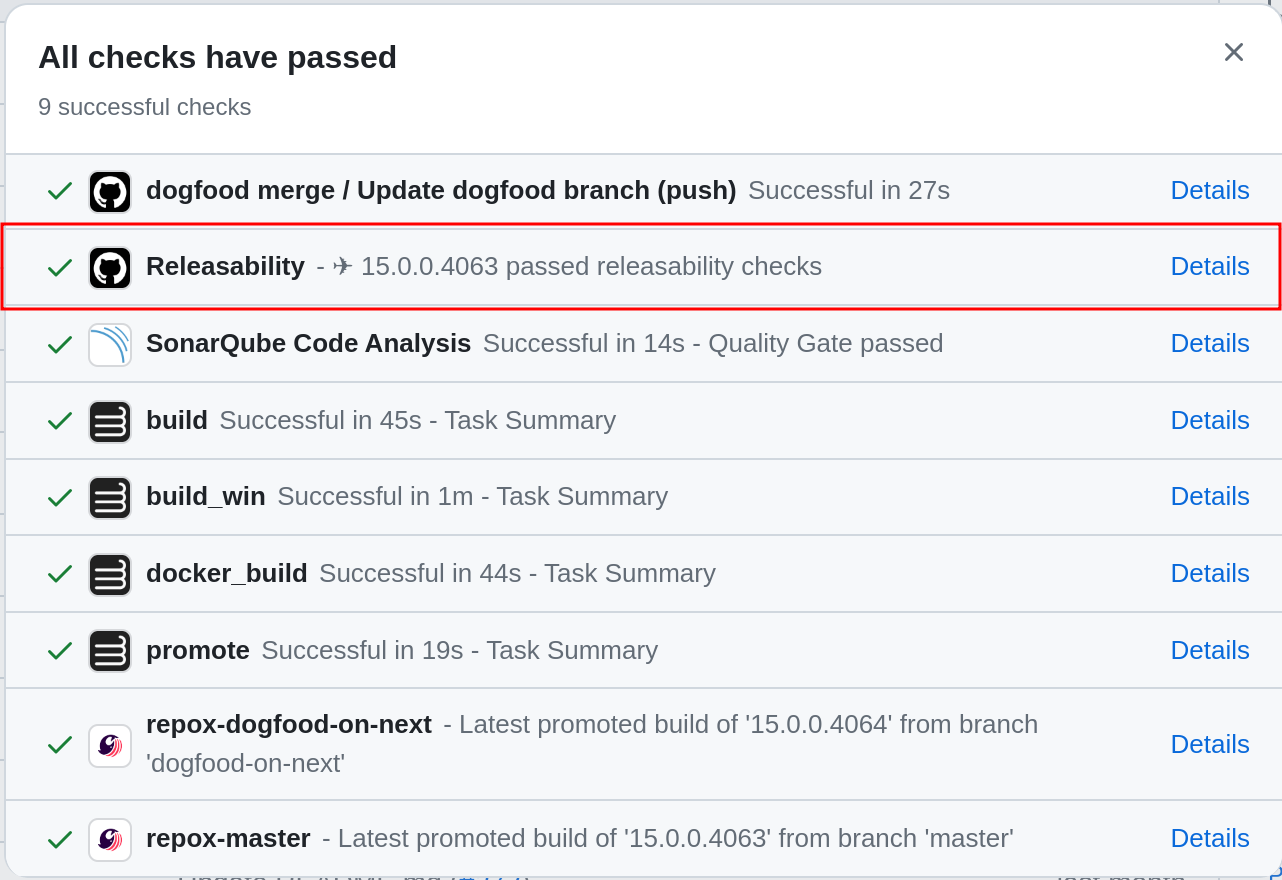 All checks have passed
9 successful checks
dogfood merge / Update dogfood branch (push) Successful in 27s Details
Releasability - ✈ 15.0.0.4063 passed releasability checks Details
SonarQube Code Analysis Successful in 14s - Quality Gate passed Details
build Successful in 45s - Task Summary Details
build_win Successful in 1m - Task Summary Details
docker_build Successful in 44s - Task Summary Details
promote Successful in 19s - Task Summary Details
repox-dogfood-on-next - Latest promoted build of '15.0.0.4064' from branch
'dogfood-on-next'
Details
repox-master - Latest promoted build of '15.0.0.4063' from branch 'master' Details